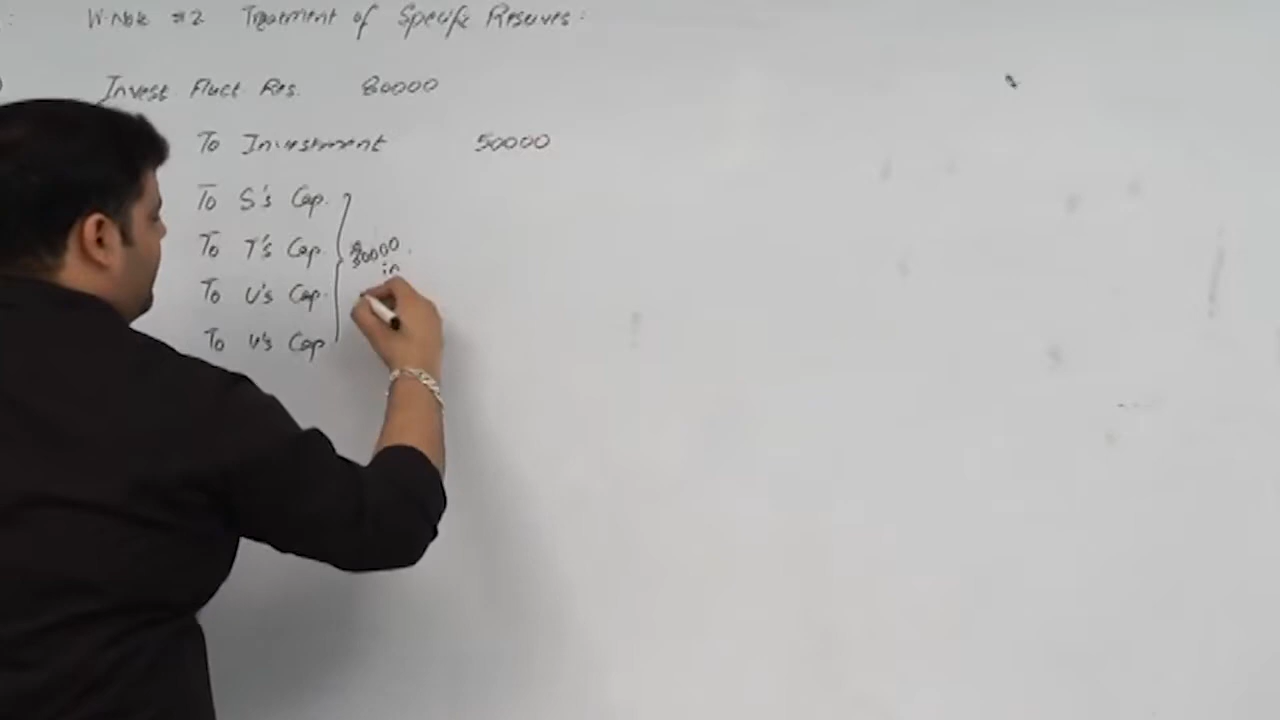 W.Note #2 Treatment of Specific Reserves:
Invest Fluct Res. 80000
To Investment 50000
To S's Cap.
To T's Cap.
30000
in
To U's Cap.
To V's Cap